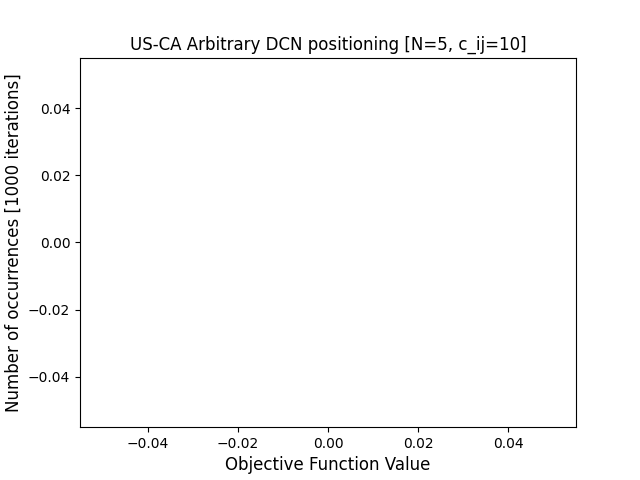 US-CA Arbitrary DCN positioning [N=5, c_ij=10]
Number of occurrences [1000 iterations]
0.04
0.02
0.00
−0.02
−0.04
−0.04 −0.02 0.00 0.02 0.04
Objective Function Value